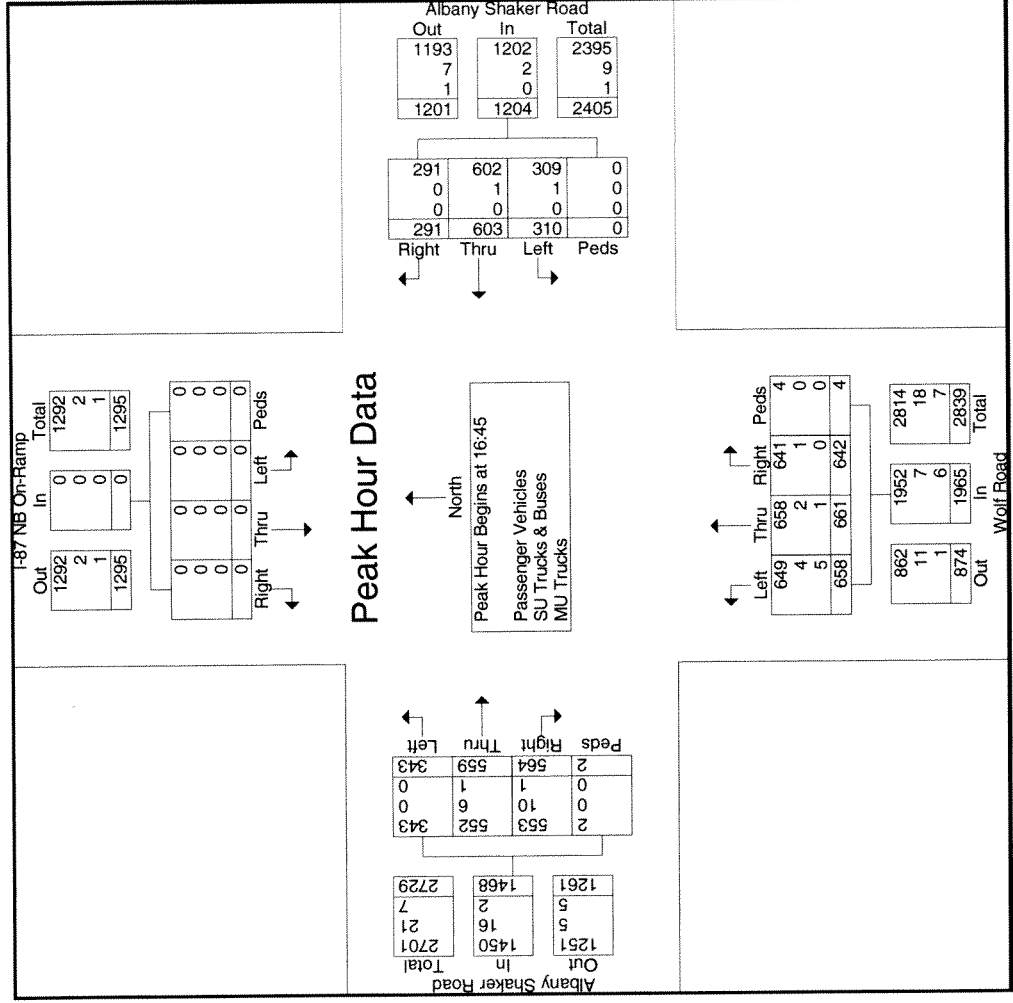 Albany Shaker Road
Out In Total
1193 1202 2395
7 2 9
1 0 1
1201 1204 2405
291 602 309 0
0 1 1 0
0 0 0 0
291 603 310 0
Right Thru Left Peds
I-87 NB On-Ramp
Out In Total
1292 0 1292
2 0 2
1 0 1
1295 0 1295
0 0 0 0
0 0 0 0
0 0 0 0
0 0 0 0
Right Thru Left Peds
Peak Hour Data
North
Peak Hour Begins at 16:45
Passenger Vehicles
SU Trucks & Buses
MU Trucks
Left Thru Right Peds
649 658 641 4
4 2 1 0
5 1 0 0
658 661 642 4
862 1952 2814
11 7 18
1 6 7
874 1965 2839
Out In Total
Wolf Road
Left Thru Right Peds
343 559 564 2
0 1 1 0
0 6 10 0
343 552 553 2
2729 1468 1261
7 2 5
21 16 5
2701 1450 1251
Total In Out
Albany Shaker Road